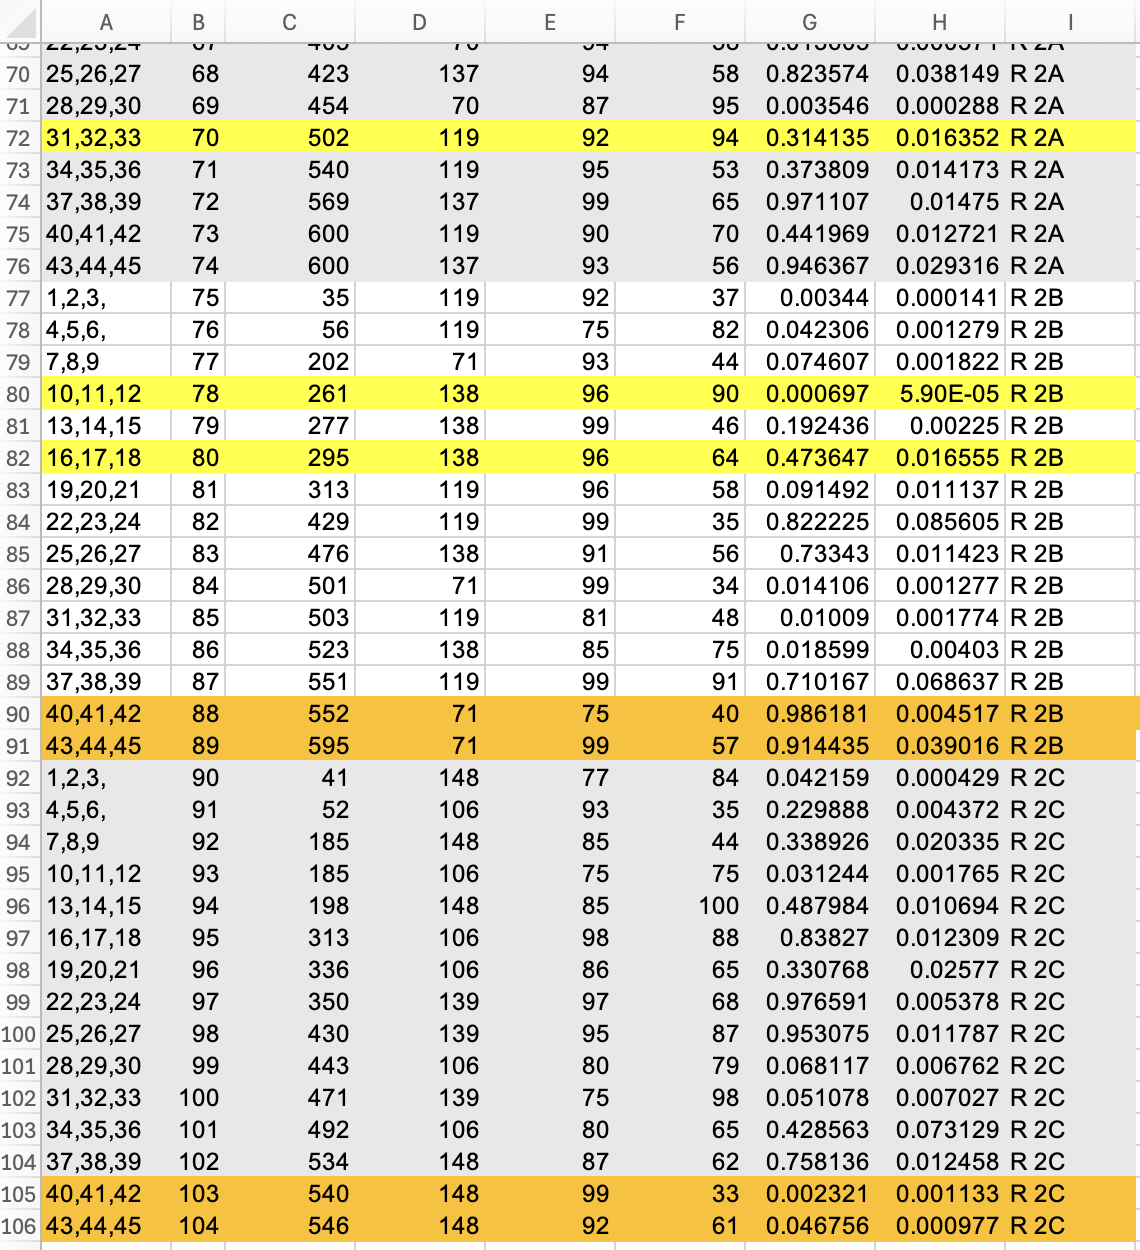 A B C D E F G H I
70 25,26,27 68 423 137 94 58 0.823574 0.038149 R 2A
71 28,29,30 69 454 70 87 95 0.003546 0.000288 R 2A
72 31,32,33 70 502 119 92 94 0.314135 0.016352 R 2A
73 34,35,36 71 540 119 95 53 0.373809 0.014173 R 2A
74 37,38,39 72 569 137 99 65 0.971107 0.01475 R 2A
75 40,41,42 73 600 119 90 70 0.441969 0.012721 R 2A
76 43,44,45 74 600 137 93 56 0.946367 0.029316 R 2A
77 1,2,3, 75 35 119 92 37 0.00344 0.000141 R 2B
78 4,5,6, 76 56 119 75 82 0.042306 0.001279 R 2B
79 7,8,9 77 202 71 93 44 0.074607 0.001822 R 2B
80 10,11,12 78 261 138 96 90 0.000697 5.90E-05 R 2B
81 13,14,15 79 277 138 99 46 0.192436 0.00225 R 2B
82 16,17,18 80 295 138 96 64 0.473647 0.016555 R 2B
83 19,20,21 81 313 119 96 58 0.091492 0.011137 R 2B
84 22,23,24 82 429 119 99 35 0.822225 0.085605 R 2B
85 25,26,27 83 476 138 91 56 0.73343 0.011423 R 2B
86 28,29,30 84 501 71 99 34 0.014106 0.001277 R 2B
87 31,32,33 85 503 119 81 48 0.01009 0.001774 R 2B
88 34,35,36 86 523 138 85 75 0.018599 0.00403 R 2B
89 37,38,39 87 551 119 99 91 0.710167 0.068637 R 2B
90 40,41,42 88 552 71 75 40 0.986181 0.004517 R 2B
91 43,44,45 89 595 71 99 57 0.914435 0.039016 R 2B
92 1,2,3, 90 41 148 77 84 0.042159 0.000429 R 2C
93 4,5,6, 91 52 106 93 35 0.229888 0.004372 R 2C
94 7,8,9 92 185 148 85 44 0.338926 0.020335 R 2C
95 10,11,12 93 185 106 75 75 0.031244 0.001765 R 2C
96 13,14,15 94 198 148 85 100 0.487984 0.010694 R 2C
97 16,17,18 95 313 106 98 88 0.83827 0.012309 R 2C
98 19,20,21 96 336 106 86 65 0.330768 0.02577 R 2C
99 22,23,24 97 350 139 97 68 0.976591 0.005378 R 2C
100 25,26,27 98 430 139 95 87 0.953075 0.011787 R 2C
101 28,29,30 99 443 106 80 79 0.068117 0.006762 R 2C
102 31,32,33 100 471 139 75 98 0.051078 0.007027 R 2C
103 34,35,36 101 492 106 80 65 0.428563 0.073129 R 2C
104 37,38,39 102 534 148 87 62 0.758136 0.012458 R 2C
105 40,41,42 103 540 148 99 33 0.002321 0.001133 R 2C
106 43,44,45 104 546 148 92 61 0.046756 0.000977 R 2C